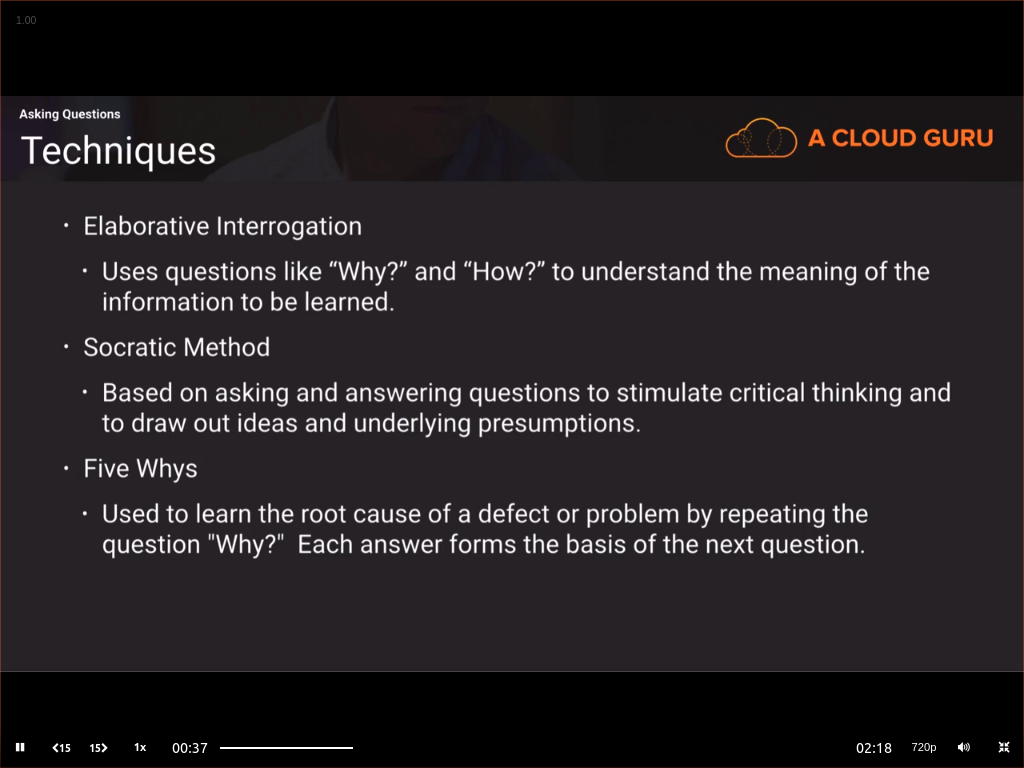 1.00
Asking Questions
Techniques
A CLOUD GURU
• Elaborative Interrogation
• Uses questions like “Why?” and “How?” to understand the meaning of the
information to be learned.
• Socratic Method
• Based on asking and answering questions to stimulate critical thinking and
to draw out ideas and underlying presumptions.
• Five Whys
• Used to learn the root cause of a defect or problem by repeating the
question "Why?"  Each answer forms the basis of the next question.
15 15 1x 00:37 02:18 720p